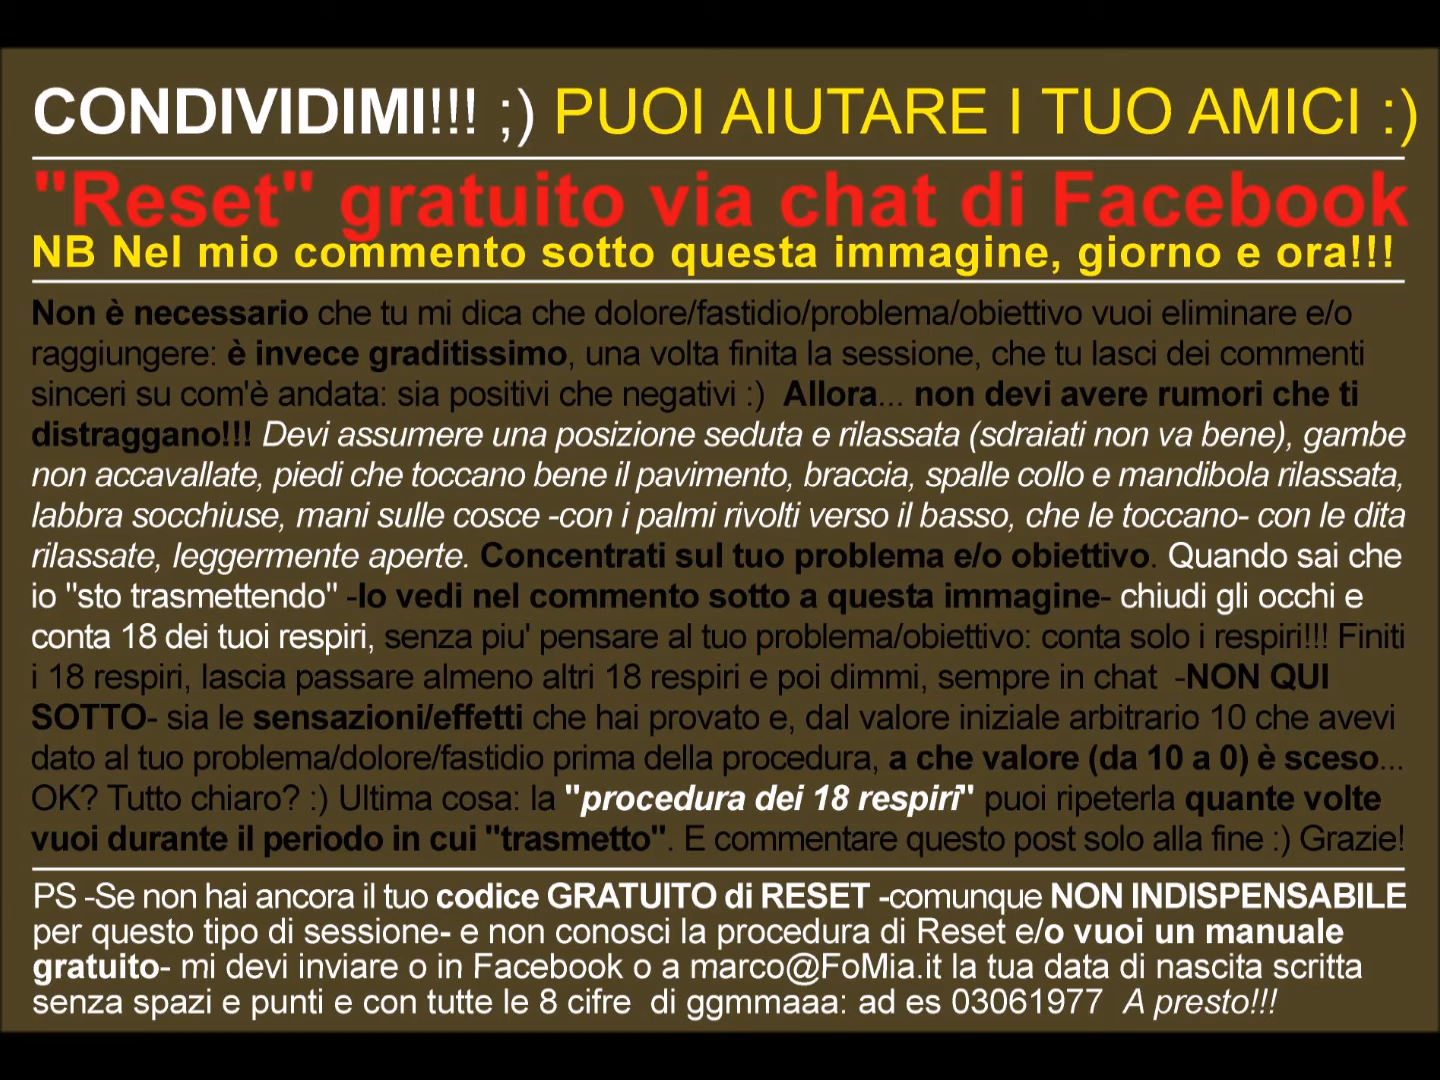 CONDIVIDIMI!!! ;) PUOI AIUTARE I TUO AMICI :)
"Reset" gratuito via chat di Facebook
NB Nel mio commento sotto questa immagine, giorno e ora!!!
Non è necessario che tu mi dica che dolore/fastidio/problema/obiettivo vuoi eliminare e/o
raggiungere: è invece graditissimo, una volta finita la sessione, che tu lasci dei commenti
sinceri su com'è andata: sia positivi che negativi :) Allora... non devi avere rumori che ti
distraggano!!! Devi assumere una posizione seduta e rilassata (sdraiati non va bene), gambe
non accavallate, piedi che toccano bene il pavimento, braccia, spalle collo e mandibola rilassata,
labbra socchiuse, mani sulle cosce -con i palmi rivolti verso il basso, che le toccano- con le dita
rilassate, leggermente aperte. Concentrati sul tuo problema e/o obiettivo. Quando sai che
io "sto trasmettendo" -lo vedi nel commento sotto a questa immagine- chiudi gli occhi e
conta 18 dei tuoi respiri, senza piu' pensare al tuo problema/obiettivo: conta solo i respiri!!! Finiti
i 18 respiri, lascia passare almeno altri 18 respiri e poi dimmi, sempre in chat -NON QUI
SOTTO- sia le sensazioni/effetti che hai provato e, dal valore iniziale arbitrario 10 che avevi
dato al tuo problema/dolore/fastidio prima della procedura, a che valore (da 10 a 0) è sceso...
OK? Tutto chiaro? :) Ultima cosa: la "procedura dei 18 respiri" puoi ripeterla quante volte
vuoi durante il periodo in cui "trasmetto". E commentare questo post solo alla fine :) Grazie!
PS -Se non hai ancora il tuo codice GRATUITO di RESET -comunque NON INDISPENSABILE
per questo tipo di sessione- e non conosci la procedura di Reset e/o vuoi un manuale
gratuito- mi devi inviare o in Facebook o a marco@FoMia.it la tua data di nascita scritta
senza spazi e punti e con tutte le 8 cifre di ggmmaaa: ad es 03061977 A presto!!!